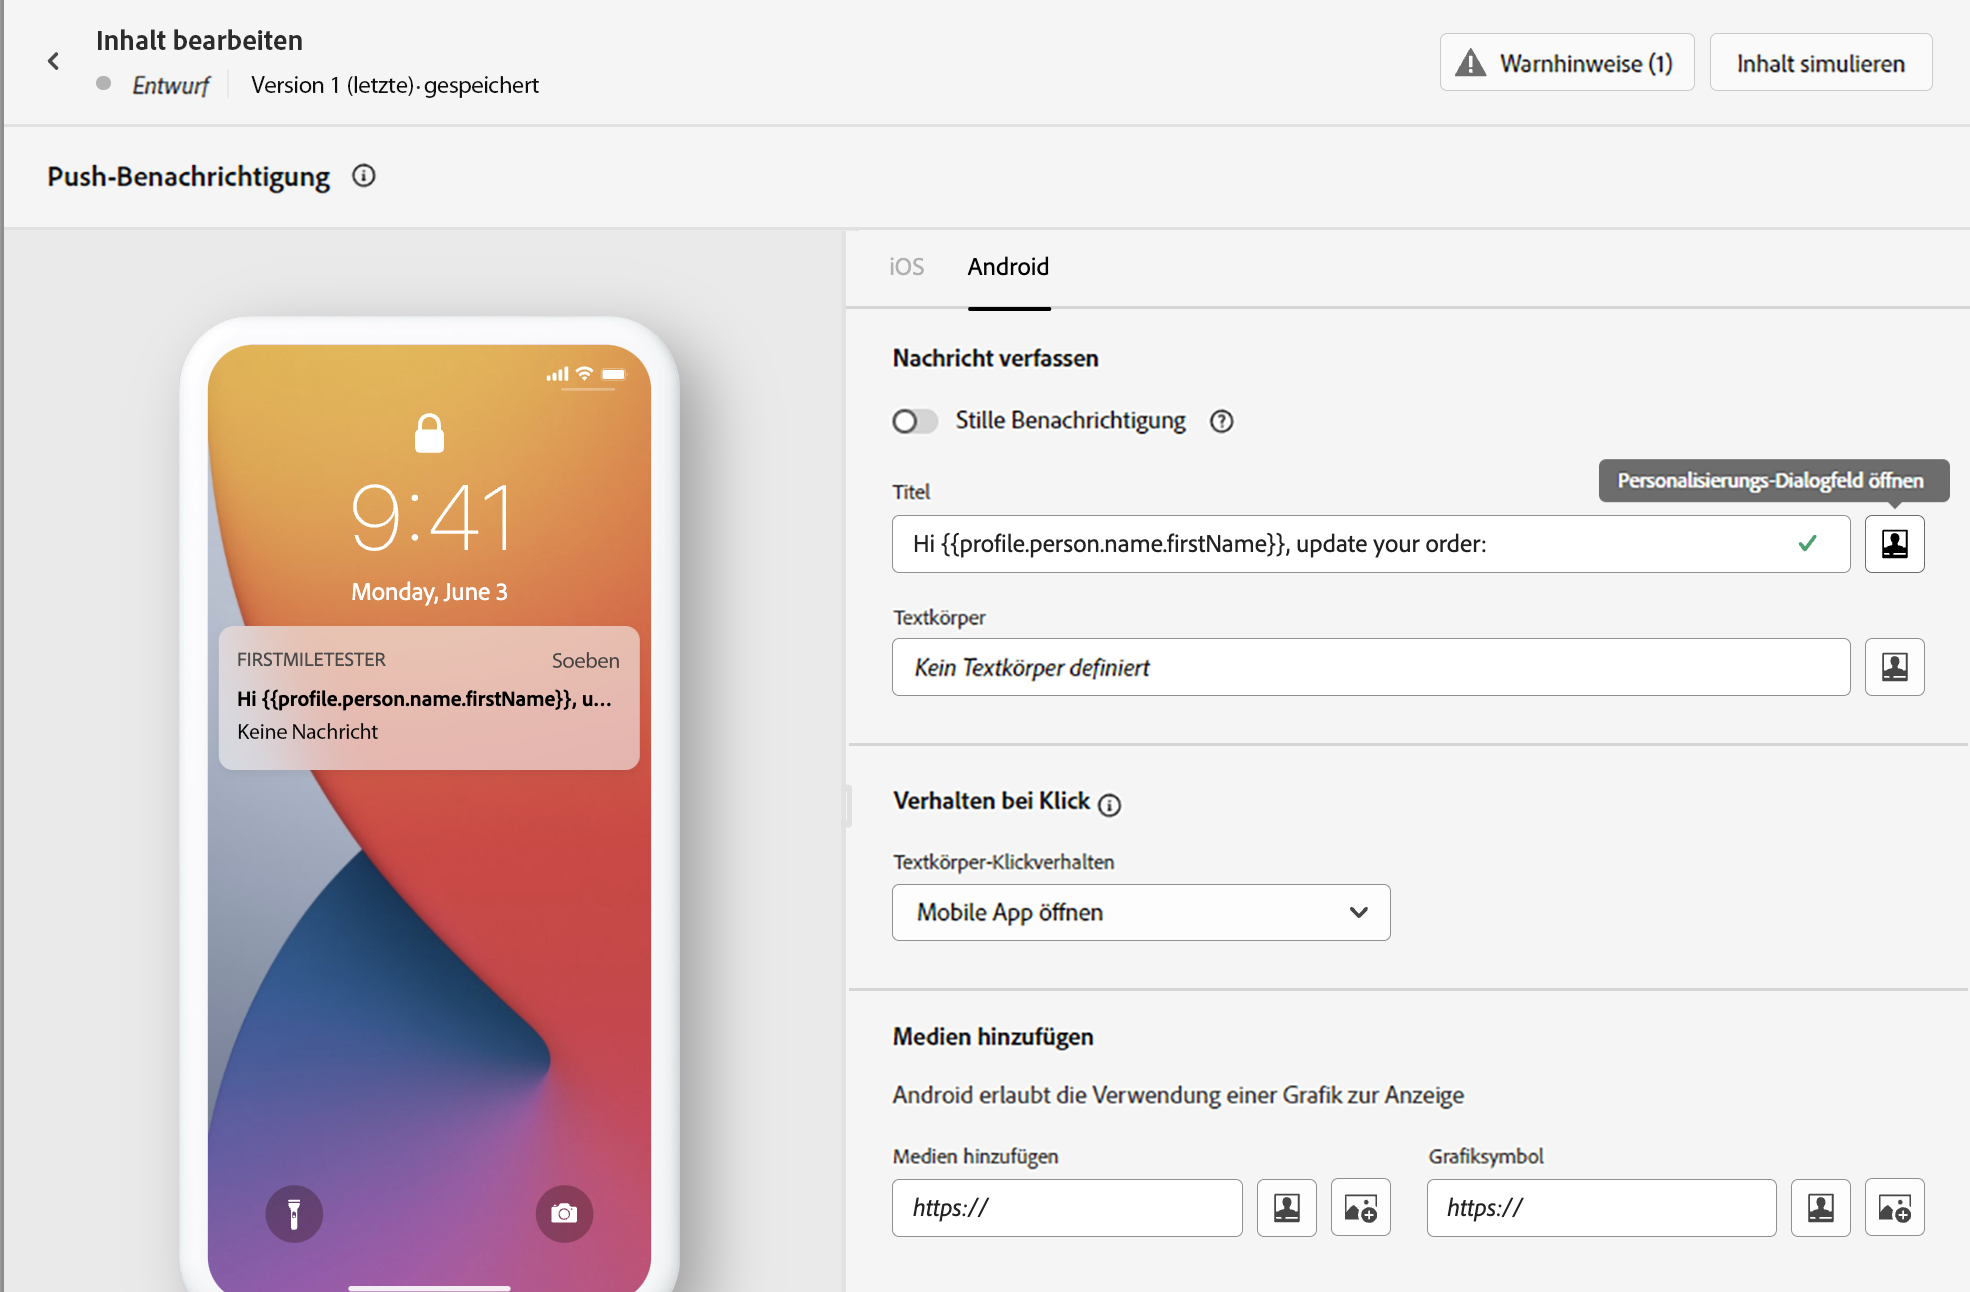 Inhalt bearbeiten
Entwurf
Version 1 (letzte) · gespeichert
Warnhinweise (1)
Inhalt simulieren
Push-Benachrichtigung
9:41
Monday, June 3
FIRSTMILETESTER
Soeben
Hi {{profile.person.name.firstName}}, u...
Keine Nachricht
iOS
Android
Nachricht verfassen
Stille Benachrichtigung
Personalisierungs-Dialogfeld öffnen
Titel
Hi {{profile.person.name.firstName}}, update your order:
Textkörper
Kein Textkörper definiert
Verhalten bei Klick
Textkörper-Klickverhalten
Mobile App öffnen
Medien hinzufügen
Android erlaubt die Verwendung einer Grafik zur Anzeige
Medien hinzufügen
Grafiksymbol
https://
https://